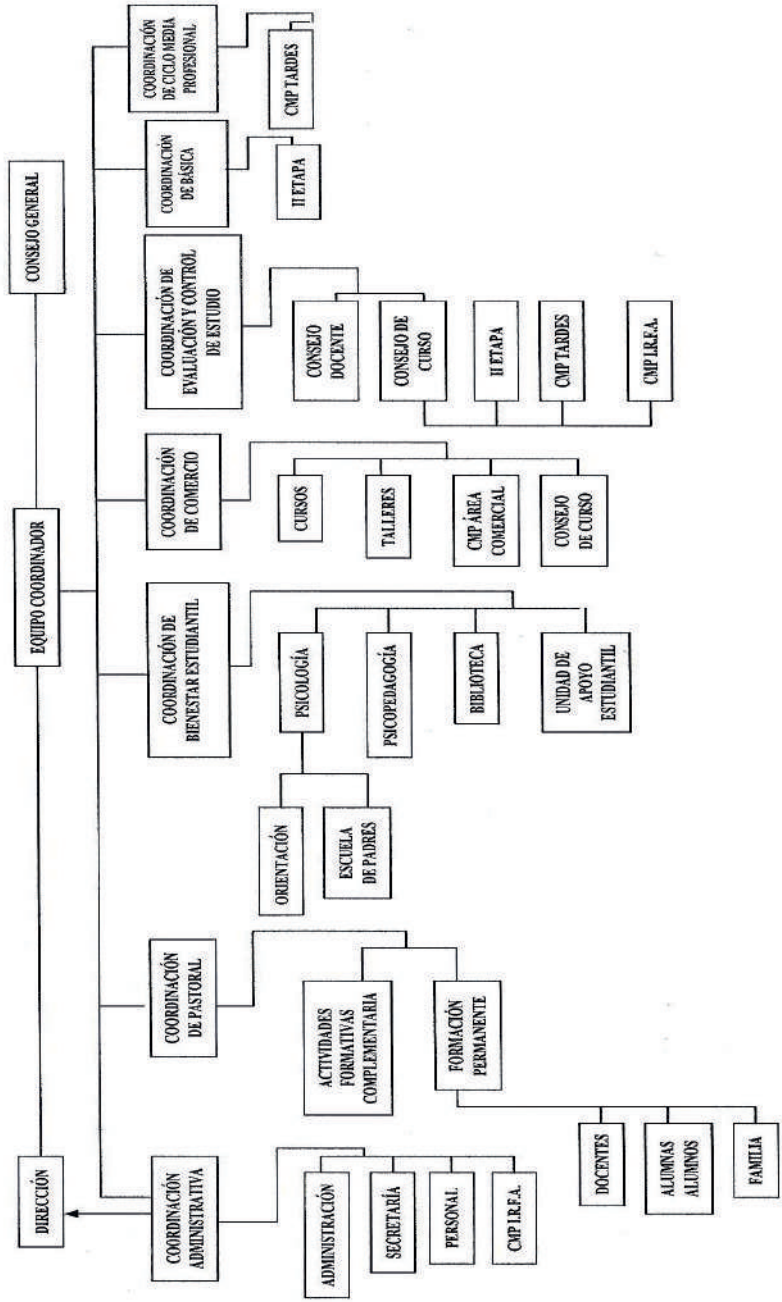 CONSEJO GENERAL
EQUIPO COORDINADOR
DIRECCIÓN
COORDINACIÓN
ADMINISTRATIVA
ADMINISTRACIÓN
SECRETARÍA
PERSONAL
CMP I.R.F.A.
COORDINACIÓN
DE PASTORAL
ACTIVIDADES
FORMATIVAS
COMPLEMENTARIA
FORMACIÓN
PERMANENTE
DOCENTES
ALUMNAS
ALUMNOS
FAMILIA
COORDINACIÓN DE
BIENESTAR ESTUDIANTIL
PSICOLOGÍA
ORIENTACIÓN
ESCUELA
DE PADRES
PSICOPEDAGOGÍA
BIBLIOTECA
UNIDAD DE
APOYO
ESTUDIANTIL
COORDINACIÓN
DE COMERCIO
CURSOS
TALLERES
CMP ÁREA
COMERCIAL
CONSEJO
DE CURSO
COORDINACIÓN DE
EVALUACIÓN Y CONTROL
DE ESTUDIO
CONSEJO
DOCENTE
CONSEJO DE
CURSO
II ETAPA
CMP TARDES
CMP I.R.F.A.
COORDINACIÓN
DE BÁSICA
II ETAPA
COORDINACIÓN
DE CICLO MEDIA
PROFESIONAL
CMP TARDES